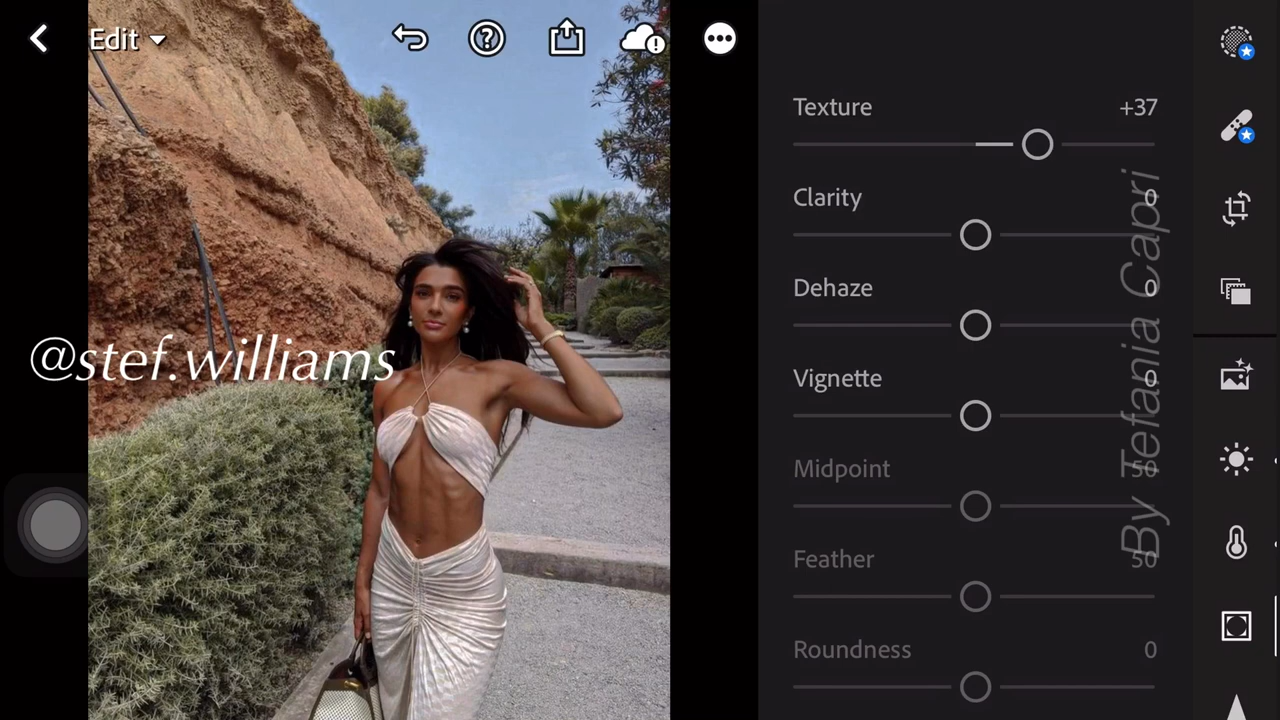 Edit
Texture +37
Clarity 0
Dehaze 0
Vignette 0
Midpoint 50
Feather 50
Roundness 0
@stef.williams
By Tefania Capri